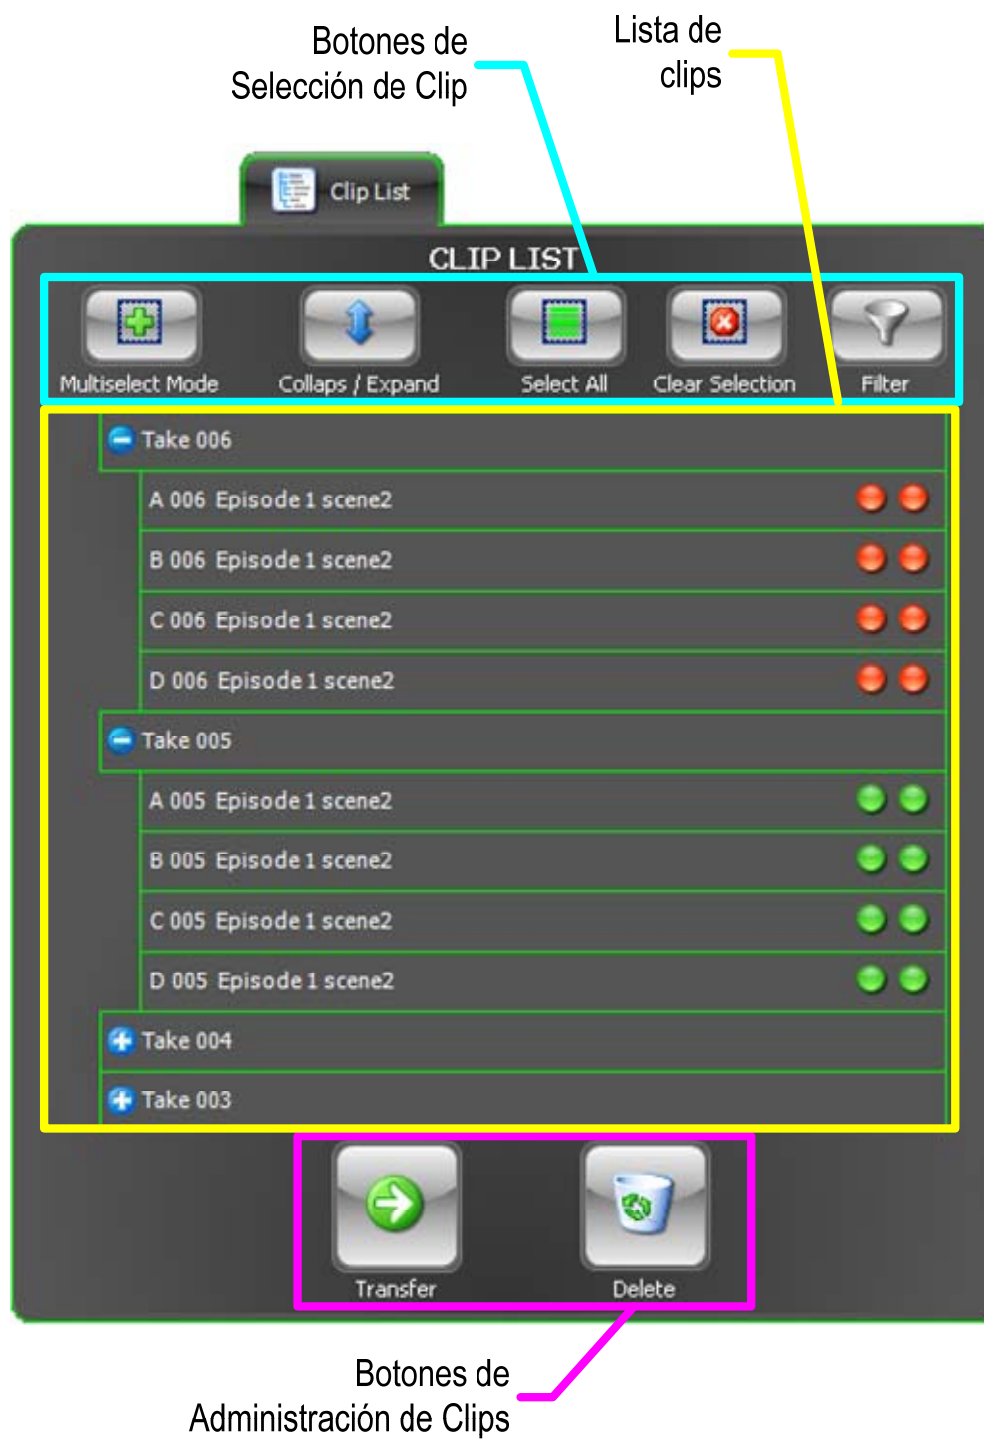 Botones de
Selección de Clip
Lista de
clips
Clip List
CLIP LIST
Multiselect Mode
Collaps / Expand
Select All
Clear Selection
Filter
Take 006
A 006 Episode 1 scene2
B 006 Episode 1 scene2
C 006 Episode 1 scene2
D 006 Episode 1 scene2
Take 005
A 005 Episode 1 scene2
B 005 Episode 1 scene2
C 005 Episode 1 scene2
D 005 Episode 1 scene2
Take 004
Take 003
Transfer
Delete
Botones de
Administración de Clips